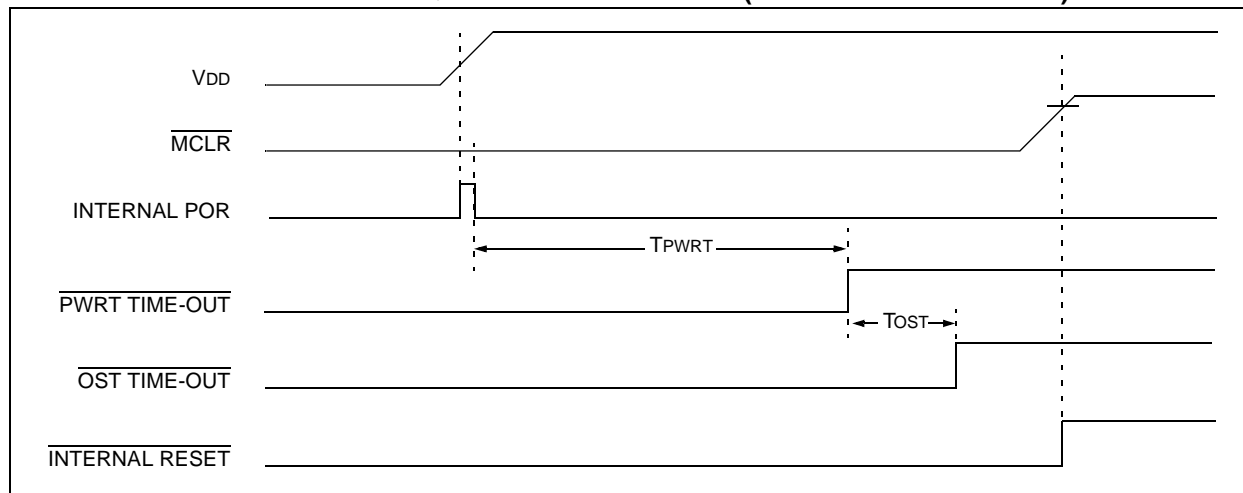 VDD
MCLR
INTERNAL POR
TPWRT
PWRT TIME-OUT
TOST
OST TIME-OUT
INTERNAL RESET